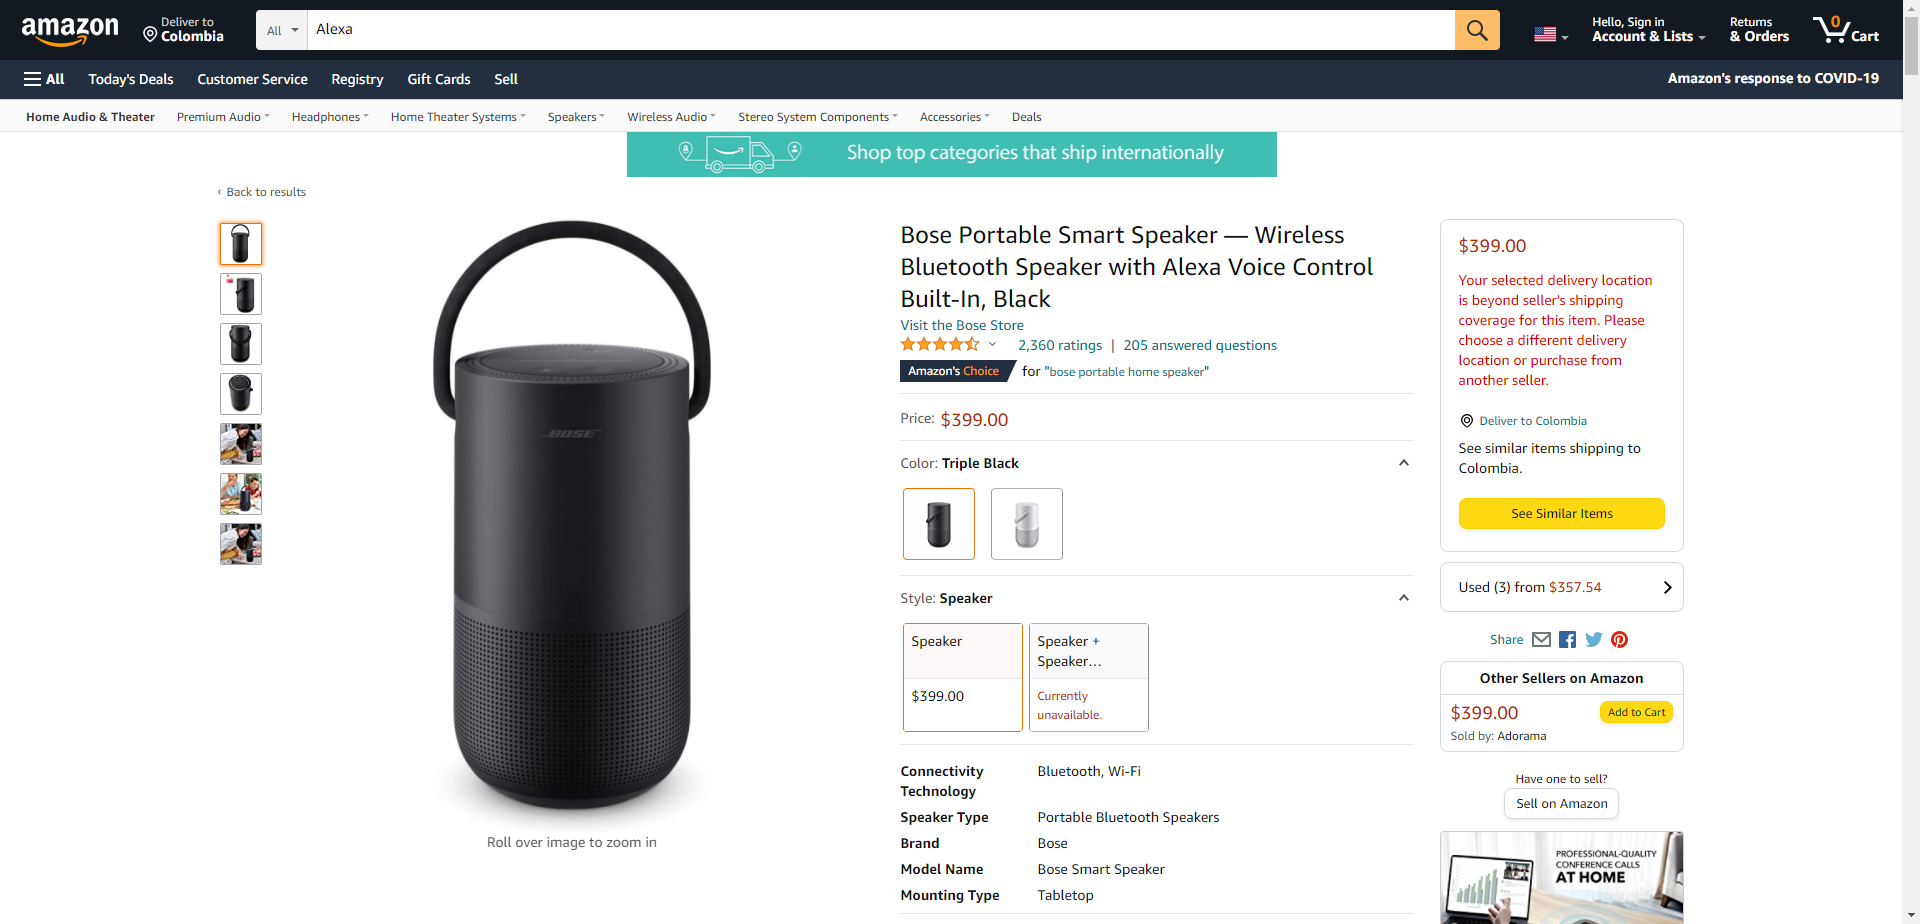 amazon
Deliver to
Colombia
All
Alexa
Hello, Sign in
Account & Lists
Returns
& Orders
0
Cart
All
Today's Deals
Customer Service
Registry
Gift Cards
Sell
Amazon's response to COVID-19
Home Audio & Theater
Premium Audio
Headphones
Home Theater Systems
Speakers
Wireless Audio
Stereo System Components
Accessories
Deals
a
Shop top categories that ship internationally
‹ Back to results
BOSE
Roll over image to zoom in
Bose Portable Smart Speaker — Wireless
Bluetooth Speaker with Alexa Voice Control
Built-In, Black
Visit the Bose Store
2,360 ratings | 205 answered questions
Amazon's Choice for "bose portable home speaker"
Price: $399.00
Color: Triple Black
Style: Speaker
Speaker
$399.00
Speaker +
Speaker…
Currently
unavailable.
Connectivity
Technology
Bluetooth, Wi-Fi
Speaker Type Portable Bluetooth Speakers
Brand Bose
Model Name Bose Smart Speaker
Mounting Type Tabletop
$399.00
Your selected delivery location
is beyond seller's shipping
coverage for this item. Please
choose a different delivery
location or purchase from
another seller.
Deliver to Colombia
See similar items shipping to
Colombia.
See Similar Items
Used (3) from $357.54
Share
Other Sellers on Amazon
$399.00
Add to Cart
Sold by: Adorama
Have one to sell?
Sell on Amazon
PROFESSIONAL-QUALITY
CONFERENCE CALLS
AT HOME